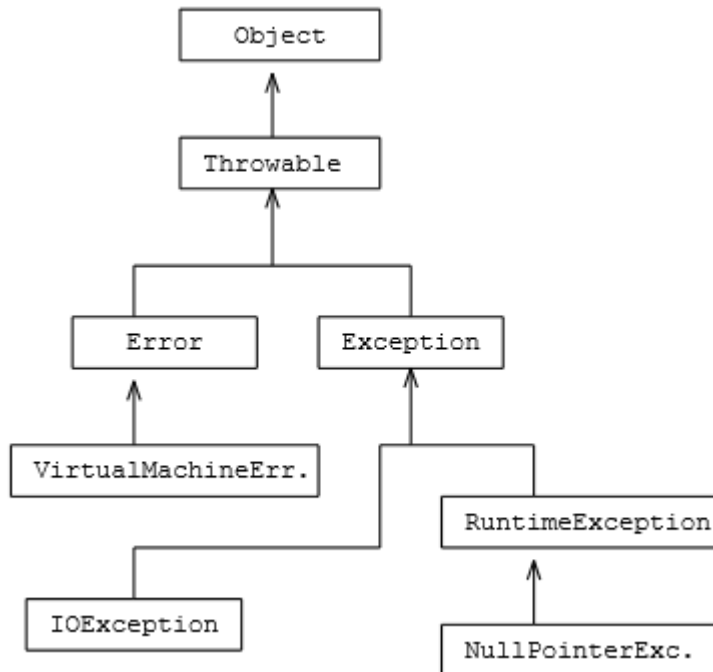 Object
Throwable
Error
Exception
VirtualMachineErr.
RuntimeException
IOException
NullPointerExc.